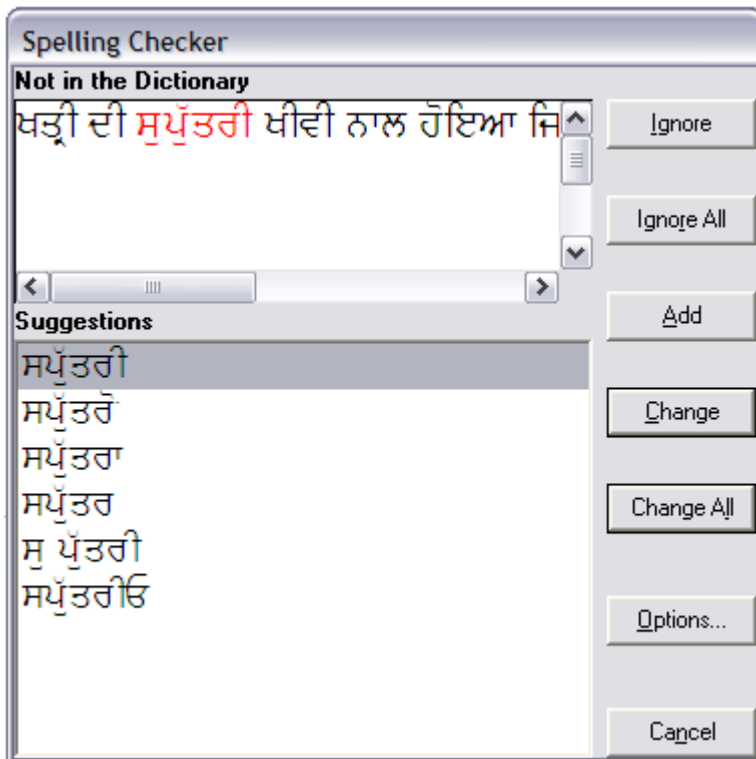 Spelling Checker
Not in the Dictionary
ਖਤ੍ਰੀ ਦੀ ਸੁਪੁੱਤਰੀ ਖੀਵੀ ਨਾਲ ਹੋਇਆ ਜਿ
Ignore
Ignore All
Add
Suggestions
ਸਪੁੱਤਰੀ
ਸਪੁੱਤਰੋ
ਸਪੁੱਤਰਾ
ਸਪੁੱਤਰ
ਸੁ ਪੁੱਤਰੀ
ਸਪੁੱਤਰੀਓ
Change
Change All
Options...
Cancel